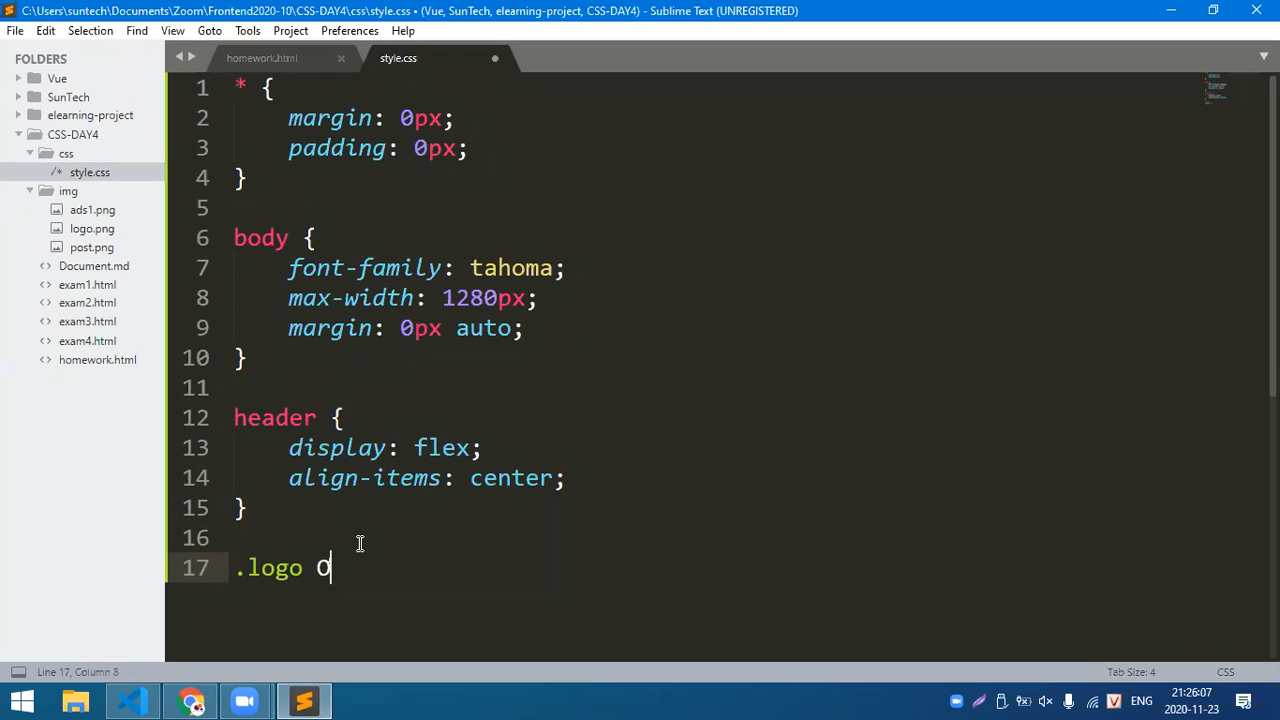 C:\Users\suntech\Documents\Zoom\Frontend2020-10\CSS-DAY4\css\style.css • (Vue, SunTech, elearning-project, CSS-DAY4) - Sublime Text (UNREGISTERED)
File Edit Selection Find View Goto Tools Project Preferences Help
FOLDERS
Vue
SunTech
elearning-project
CSS-DAY4
css
/* style.css
img
ads1.png
logo.png
post.png
<> Document.md
<> exam1.html
<> exam2.html
<> exam3.html
<> exam4.html
<> homework.html
homework.html × style.css
1 * {
2 margin: 0px;
3 padding: 0px;
4 }
5
6 body {
7 font-family: tahoma;
8 max-width: 1280px;
9 margin: 0px auto;
10 }
11
12 header {
13 display: flex;
14 align-items: center;
15 }
16
17 .logo O
Line 17, Column 8 Tab Size: 4 CSS
V ENG 21:26:07
2020-11-23